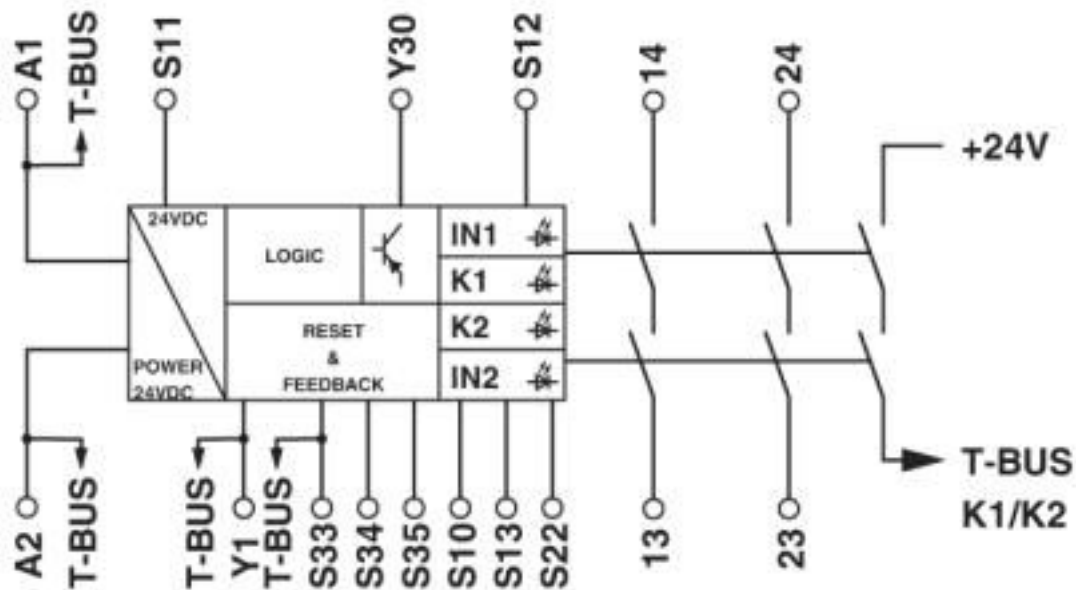 A1
T-BUS
S11
Y30
S12
14
24
+24V
24VDC
LOGIC
IN1
K1
K2
IN2
RESET
&
FEEDBACK
POWER
24VDC
A2
T-BUS
T-BUS
Y1
T-BUS
S33
S34
S35
S10
S13
S22
13
23
T-BUS
K1/K2